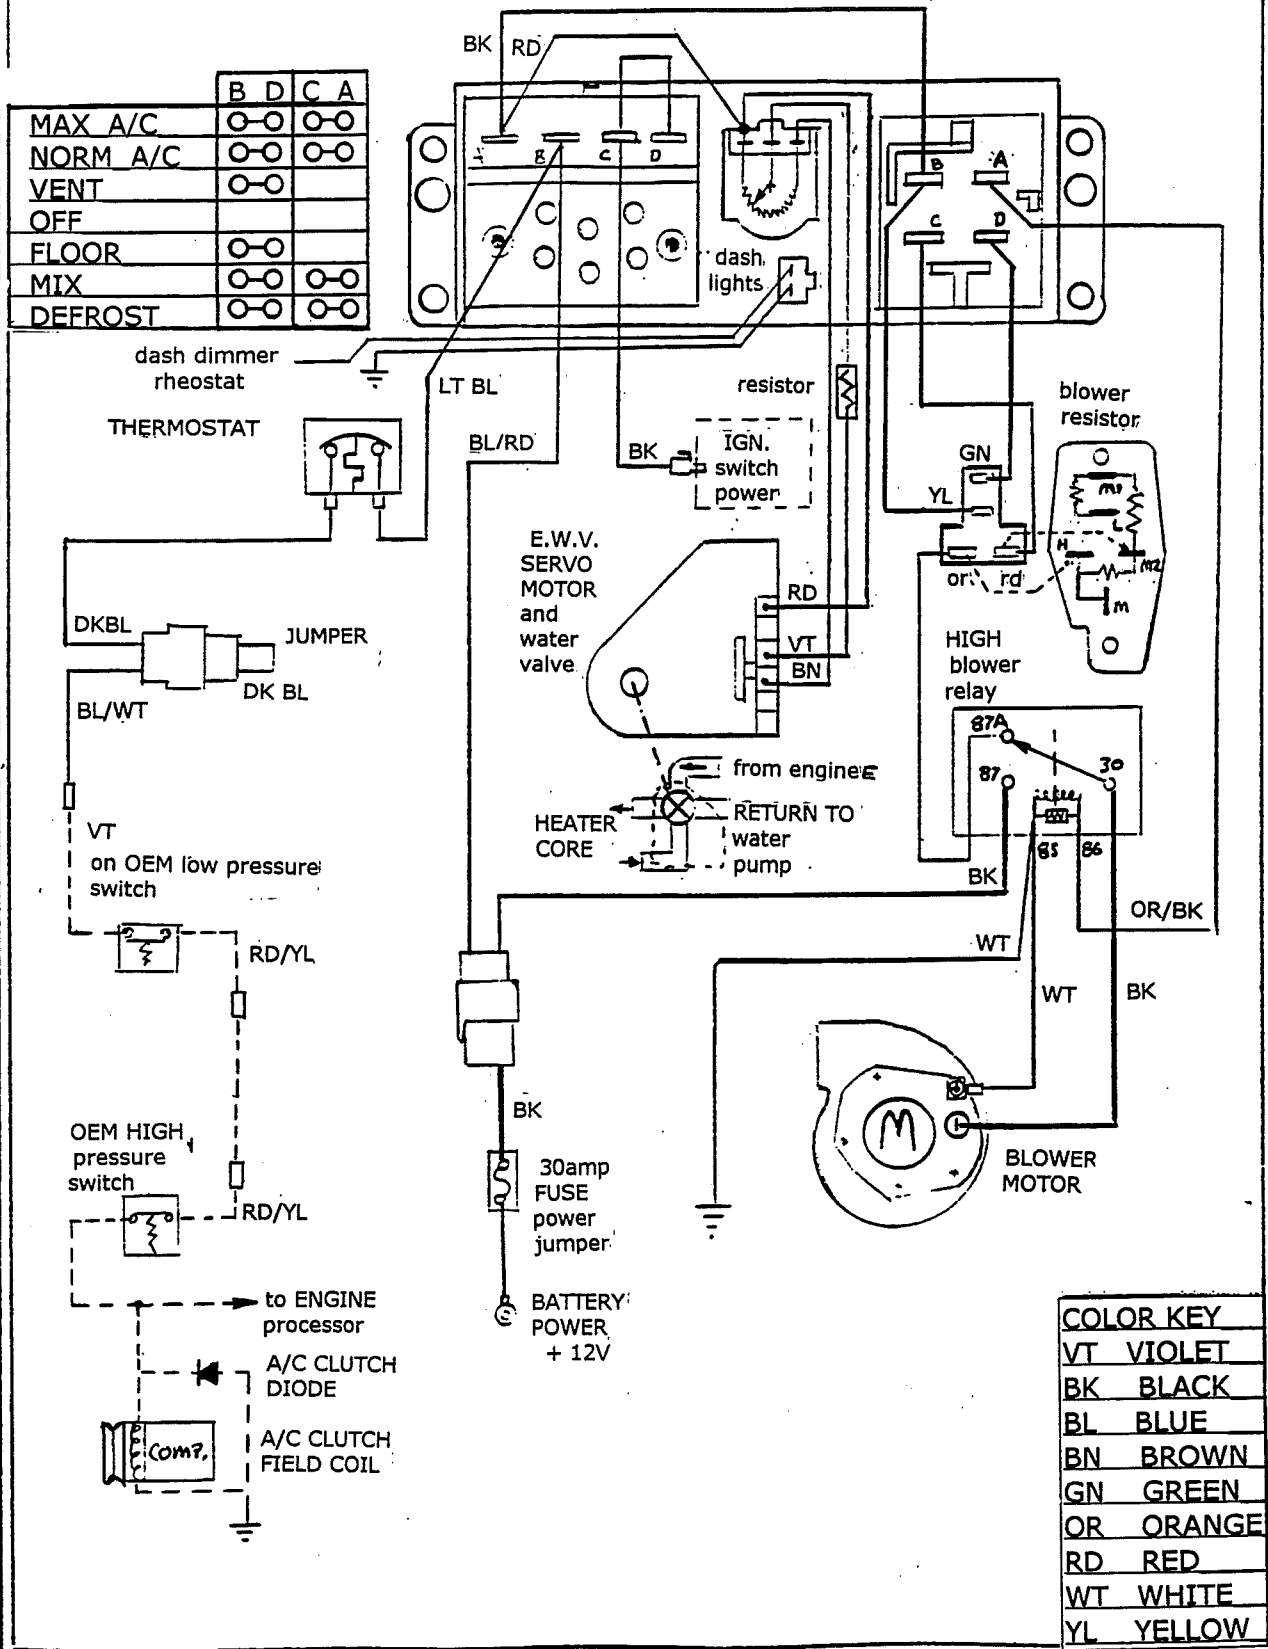 BK RD
B D C A
MAX A/C
NORM A/C
VENT
OFF
FLOOR
MIX
DEFROST
A B C D
B A
C D
dash
lights
dash dimmer
rheostat
LT BL
THERMOSTAT
BL/RD
BK
IGN.
switch
power
resistor
blower
resistor
GN
YL
or rd
M1
L
H
M2
M
E.W.V.
SERVO
MOTOR
and
water
valve
RD
VT
BN
DKBL
JUMPER
DK BL
BL/WT
HIGH
blower
relay
87A
87
30
85 86
from engine
HEATER
CORE
RETURN TO
water
pump
VT
on OEM low pressure
switch
RD/YL
BK
OR/BK
WT
WT
BK
BK
OEM HIGH
pressure
switch
RD/YL
30amp
FUSE
power
jumper
M
BLOWER
MOTOR
to ENGINE
processor
BATTERY
POWER
+ 12V
A/C CLUTCH
DIODE
Comp.
A/C CLUTCH
FIELD COIL
COLOR KEY
VT VIOLET
BK BLACK
BL BLUE
BN BROWN
GN GREEN
OR ORANGE
RD RED
WT WHITE
YL YELLOW